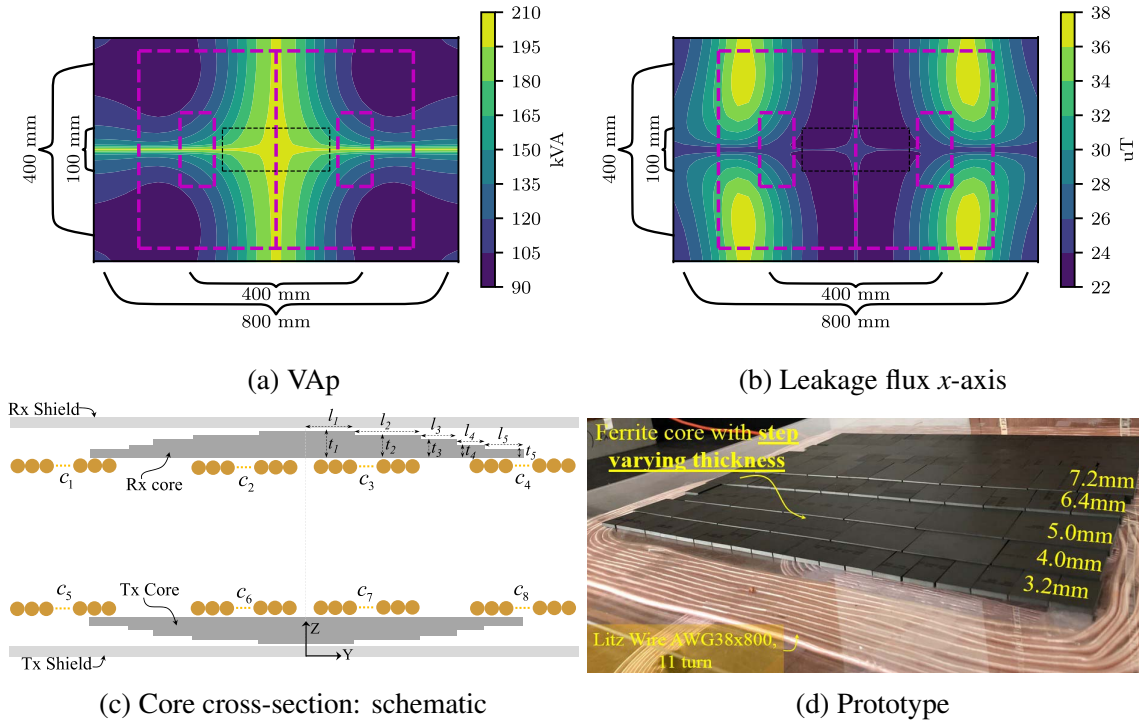 400 mm
100 mm
400 mm
800 mm
210
195
180
165
150
135
120
105
90
kVA
(a) VAp
400 mm
100 mm
400 mm
800 mm
38
36
34
32
30
28
26
24
22
Tu
(b) Leakage flux x-axis
Rx Shield
l1 l2 l3 l4 l5
t1 t2 t3 t4 t5
Rx core
c1 c2 c3 c4
c5 c6 c7 c8
Tx Core
Z
Y
Tx Shield
(c) Core cross-section: schematic
Ferrite core with step
varying thickness
7.2mm
6.4mm
5.0mm
4.0mm
3.2mm
Litz Wire AWG38x800,
11 turn
(d) Prototype